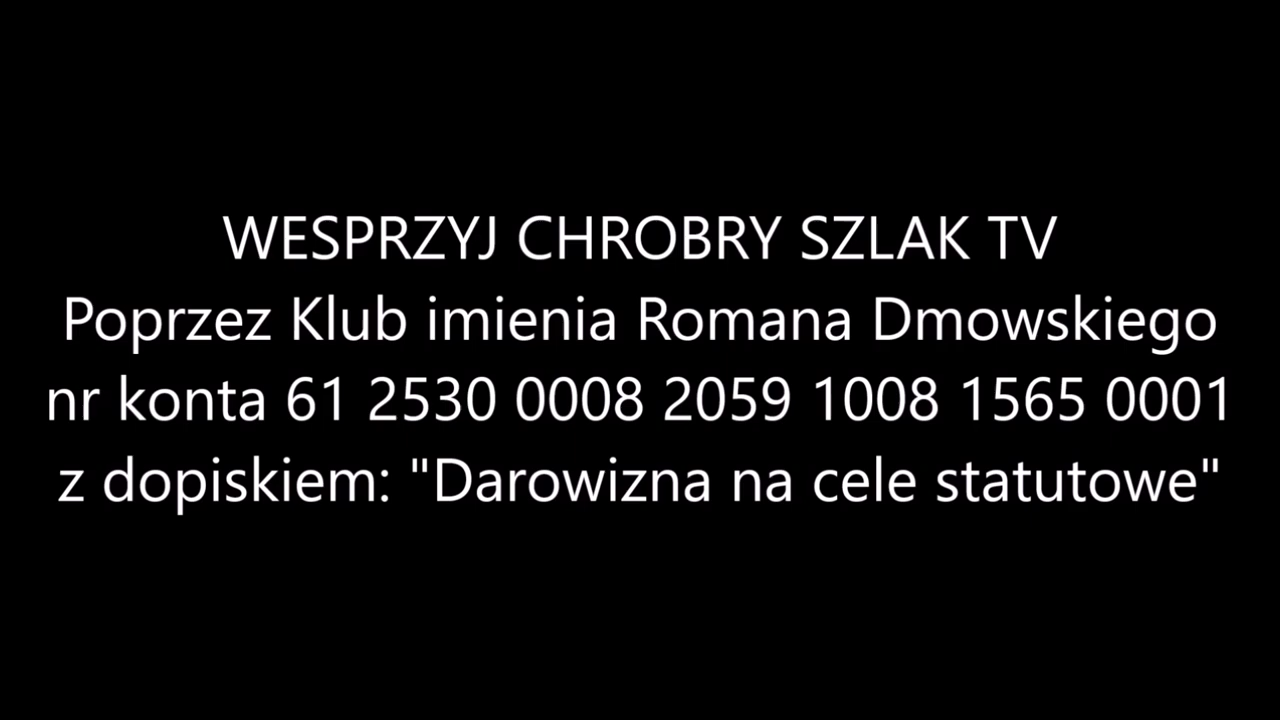 WESPRZYJ CHROBRY SZLAK TV
Poprzez Klub imienia Romana Dmowskiego
nr konta 61 2530 0008 2059 1008 1565 0001
z dopiskiem: "Darowizna na cele statutowe"